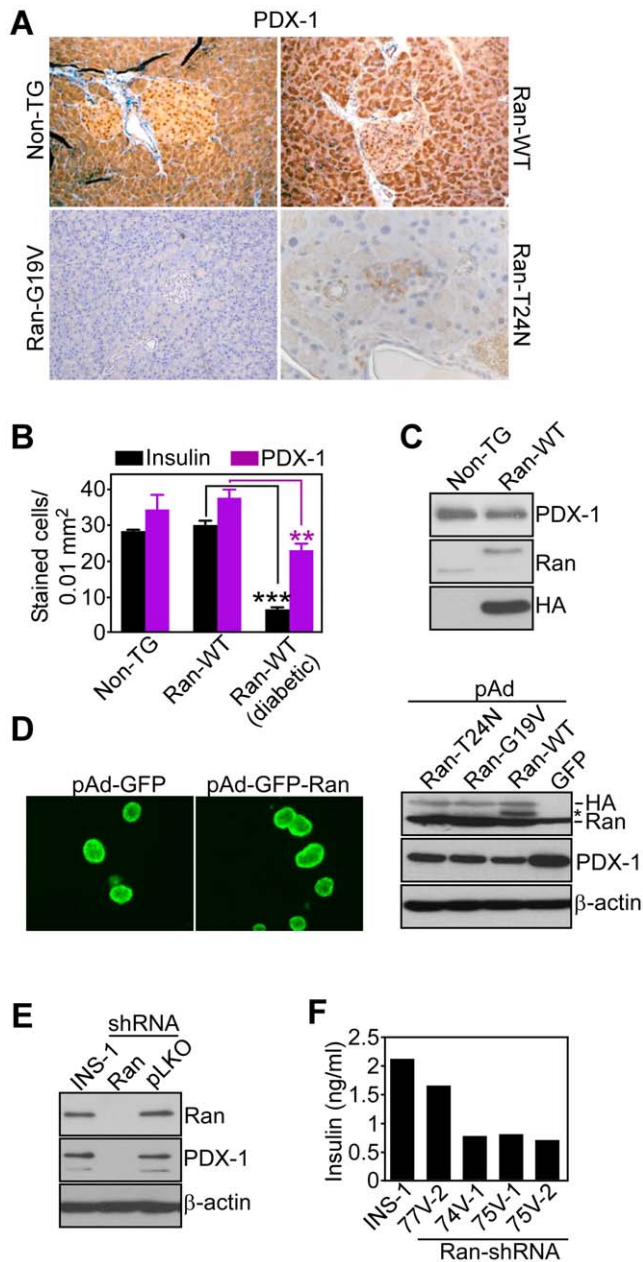 A
PDX-1
Non-TG
Ran-WT
Ran-G19V
Ran-T24N
B
Insulin
PDX-1
Stained cells/
0.01 mm²
40
30
20
10
0
***
**
Non-TG
Ran-WT
Ran-WT
(diabetic)
C
Non-TG
Ran-WT
PDX-1
Ran
HA
D
pAd-GFP
pAd-GFP-Ran
pAd
Ran-T24N
Ran-G19V
Ran-WT
GFP
HA
*
Ran
PDX-1
β-actin
E
shRNA
INS-1
Ran
pLKO
Ran
PDX-1
β-actin
F
Insulin (ng/ml)
2.5
2
1.5
1
0.5
0
INS-1
77V-2
74V-1
75V-1
75V-2
Ran-shRNA